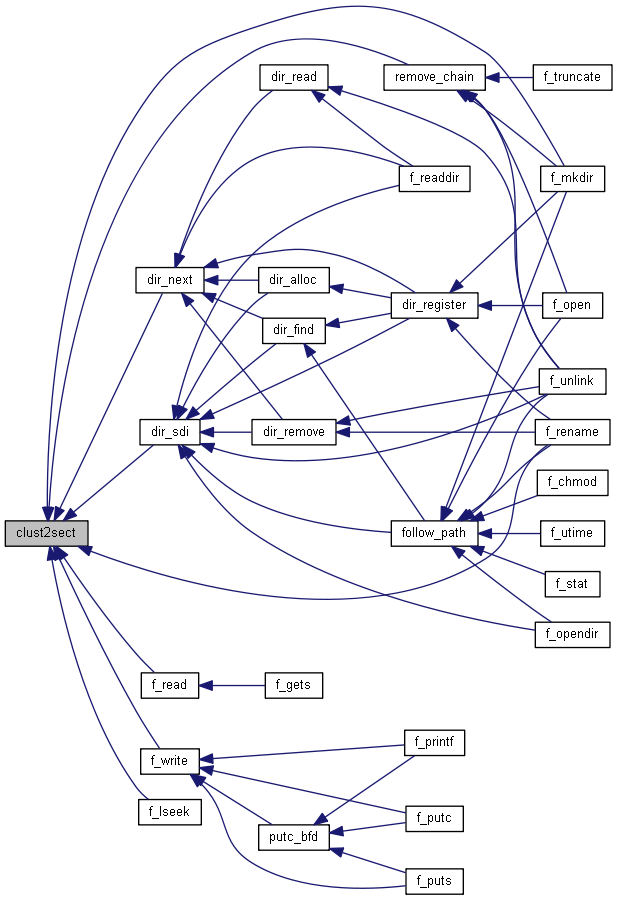 dir_read
remove_chain
f_truncate
f_readdir
f_mkdir
dir_next
dir_alloc
dir_register
f_open
dir_find
f_unlink
dir_sdi
dir_remove
f_rename
f_chmod
clust2sect
follow_path
f_utime
f_stat
f_opendir
f_read
f_gets
f_printf
f_write
f_lseek
f_putc
putc_bfd
f_puts